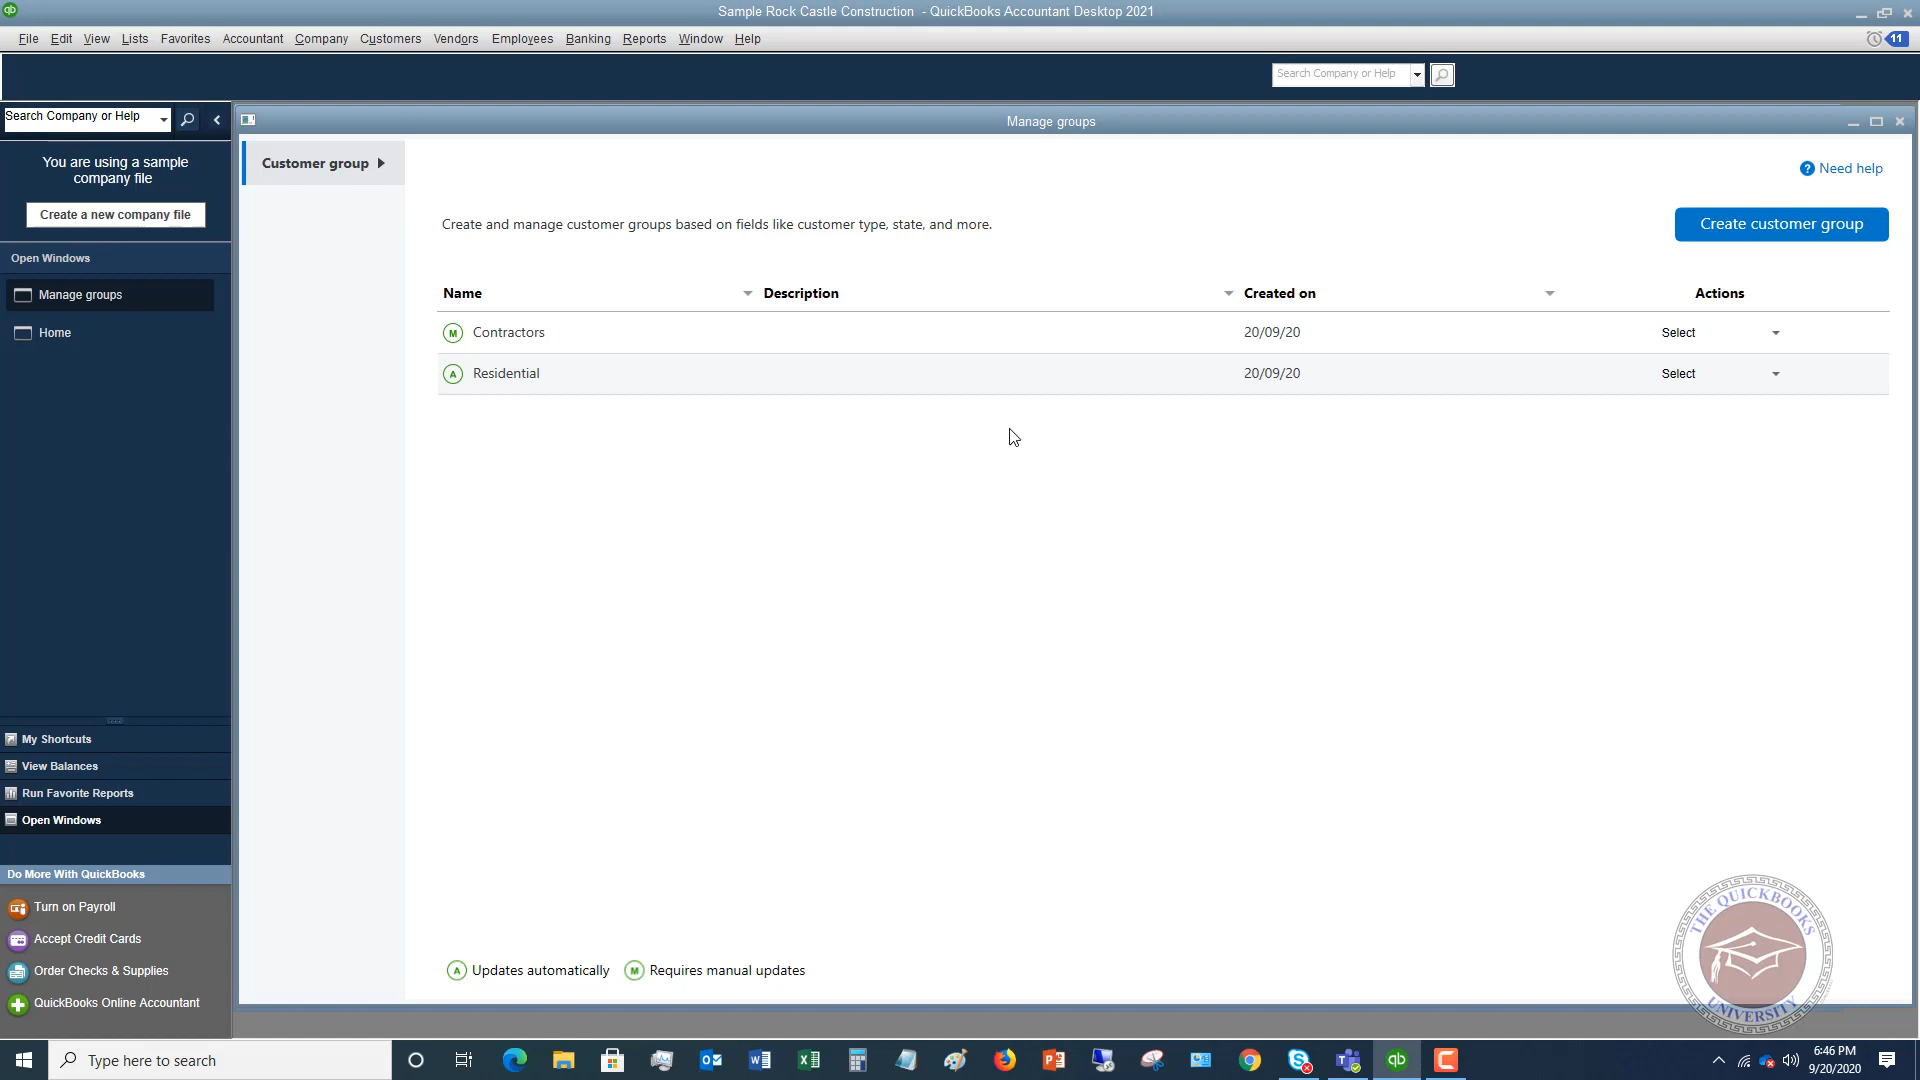 Sample Rock Castle Construction - QuickBooks Accountant Desktop 2021
File Edit View Lists Favorites Accountant Company Customers Vendors Employees Banking Reports Window Help
11
Search Company or Help
Search Company or Help
Manage groups
You are using a sample
company file
Create a new company file
Open Windows
Manage groups
Home
My Shortcuts
View Balances
Run Favorite Reports
Open Windows
Do More With QuickBooks
Turn on Payroll
Accept Credit Cards
Order Checks & Supplies
QuickBooks Online Accountant
Customer group
? Need help
Create and manage customer groups based on fields like customer type, state, and more.
Create customer group
Name Description Created on Actions
M Contractors 20/09/20 Select
A Residential 20/09/20 Select
A Updates automatically M Requires manual updates
THE QUICKBOOKS
UNIVERSITY
Type here to search
6:46 PM
9/20/2020